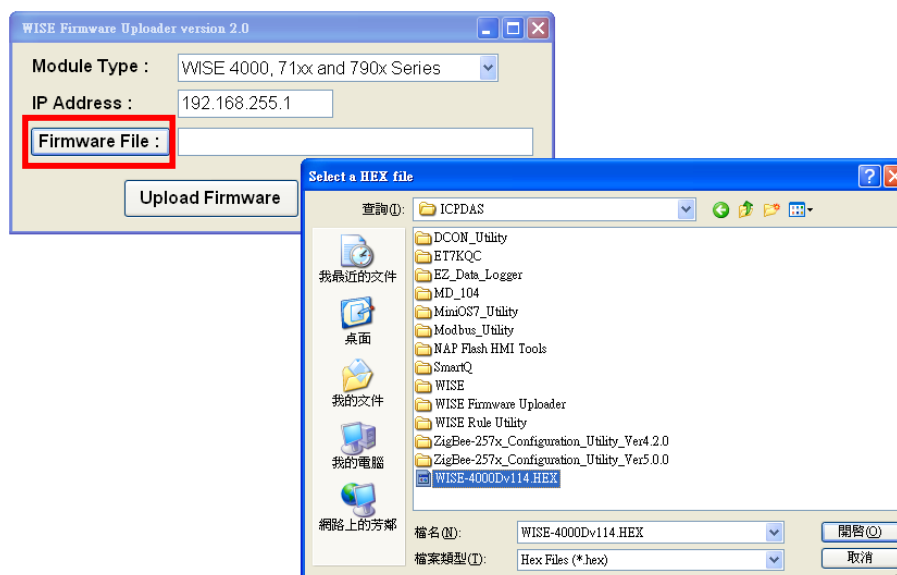 WISE Firmware Uploader version 2.0
Module Type :
WISE 4000, 71xx and 790x Series
IP Address :
192.168.255.1
Firmware File :
Upload Firmware
Select a HEX file
查詢(I):
ICPDAS
我最近的文件
桌面
我的文件
我的電腦
網路上的芳鄰
DCON_Utility
ET7KQC
EZ_Data_Logger
MD_104
MiniOS7_Utility
Modbus_Utility
NAP Flash HMI Tools
SmartQ
WISE
WISE Firmware Uploader
WISE Rule Utility
ZigBee-257x_Configuration_Utility_Ver4.2.0
ZigBee-257x_Configuration_Utility_Ver5.0.0
WISE-4000Dv114.HEX
檔名(N):
WISE-4000Dv114.HEX
開啓(O)
檔案類型(T):
Hex Files (*.hex)
取消